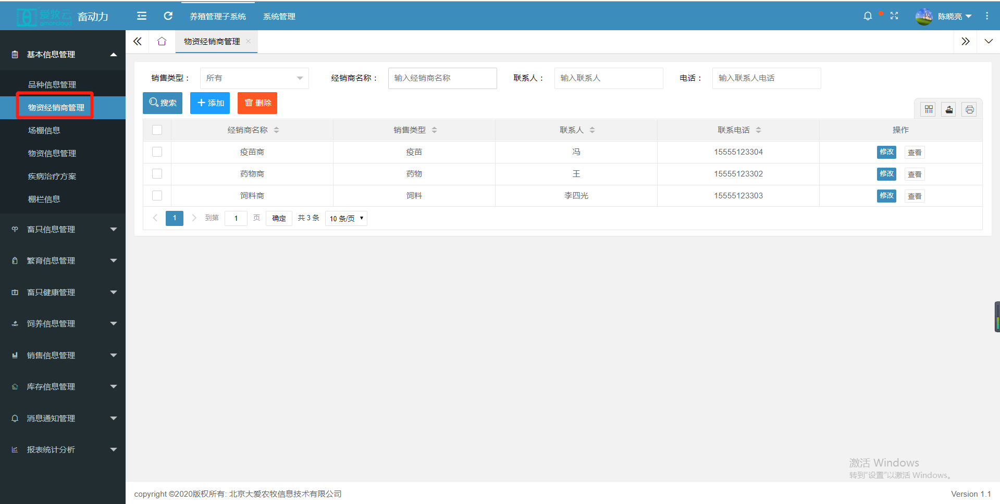 爱牧云
amorcloud
畜动力
养殖管理子系统 系统管理
陈晓亮
基本信息管理
品种信息管理
物资经销商管理
场棚信息
物资信息管理
疾病治疗方案
棚栏信息
畜只信息管理
繁育信息管理
畜只健康管理
饲养信息管理
销售信息管理
库存信息管理
消息通知管理
报表统计分析
物资经销商管理
销售类型： 所有 经销商名称： 输入经销商名称 联系人： 输入联系人 电话： 输入联系人电话
搜索 添加 删除
经销商名称 销售类型 联系人 联系电话 操作
疫苗商 疫苗 冯 15555123304 修改 查看
药物商 药物 王 15555123302 修改 查看
饲料商 饲料 李四光 15555123303 修改 查看
1 到第 1 页 确定 共 3 条 10 条/页
激活 Windows
转到"设置"以激活 Windows。
copyright ©2020版权所有: 北京大爱农牧信息技术有限公司 Version 1.1